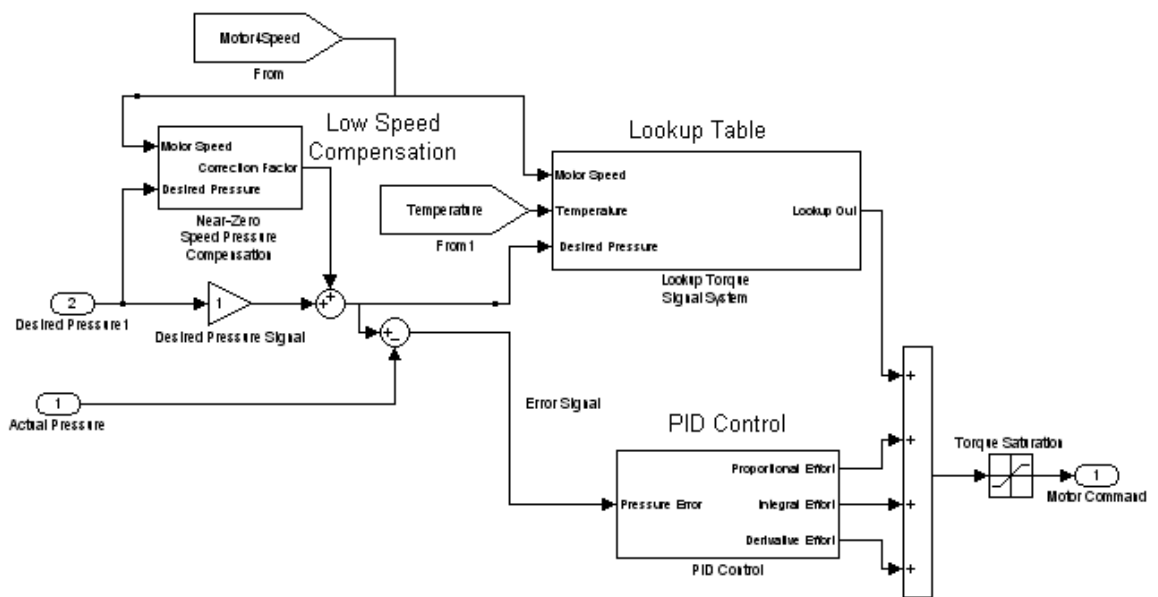 Motor4Speed
From
Low Speed
Compensation
Lookup Table
Motor Speed
Correction Factor
Desired Pressure
Near-Zero
Speed Pressure
Compensation
Motor Speed
Temperature
Lookup Out
Desired Pressure
Lookup Torque
Signal System
Temperature
From1
2
Desired Pressure1
1
Desired Pressure Signal
+
+
+
-
1
Actual Pressure
Error Signal
PID Control
Proportional Effort
Pressure Error
Integral Effort
Derivative Effort
PID Control
+
+
+
+
Torque Saturation
1
Motor Command